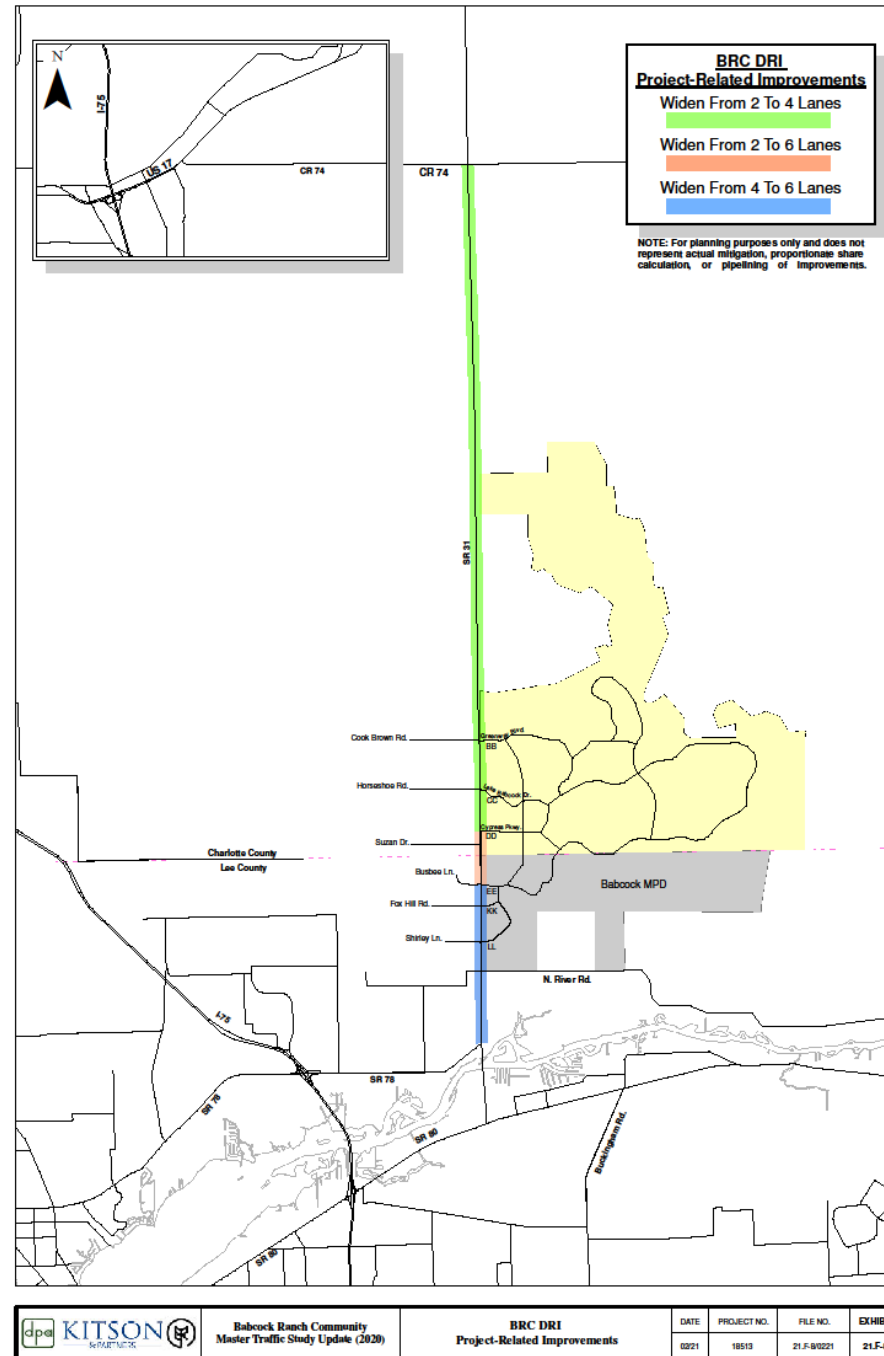 N
I-75
US 17
CR 74
CR 74
BRC DRI
Project-Related Improvements
Widen From 2 To 4 Lanes
Widen From 2 To 6 Lanes
Widen From 4 To 6 Lanes
NOTE: For planning purposes only and does not
represent actual mitigation, proportionate share
calculation, or pipelining of improvements.
SR 31
Cook Brown Rd.
BB
Horseshoe Rd.
CC
Cypress Pkwy.
DD
Suzan Dr.
Charlotte County
Lee County
Busbee Ln.
EE
Babcock MPD
Fox Hill Rd.
KK
Shirley Ln.
LL
N. River Rd.
I-75
SR 78
SR 78
SR 80
Buckingham Rd.
SR 80
dpa
KITSON
& PARTNERS
Babcock Ranch Community
Master Traffic Study Update (2020)
BRC DRI
Project-Related Improvements
DATE
PROJECT NO.
FILE NO.
EXHIB
02/21
18513
21.F-8/0221
21.F-